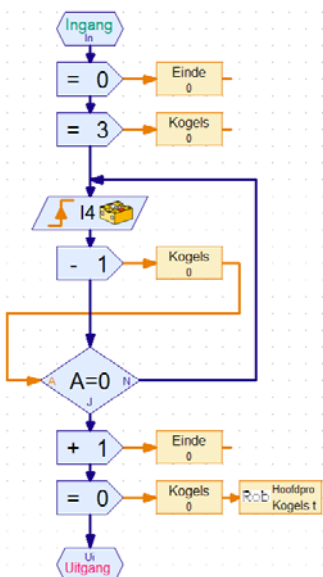 Ingang
In
= 0
Einde
0
= 3
Kogels
0
I4
- 1
Kogels
0
A
A=0
N
J
+ 1
Einde
0
= 0
Kogels
0
Rob
Hoofdpro
Kogels t
Ui
Uitgang